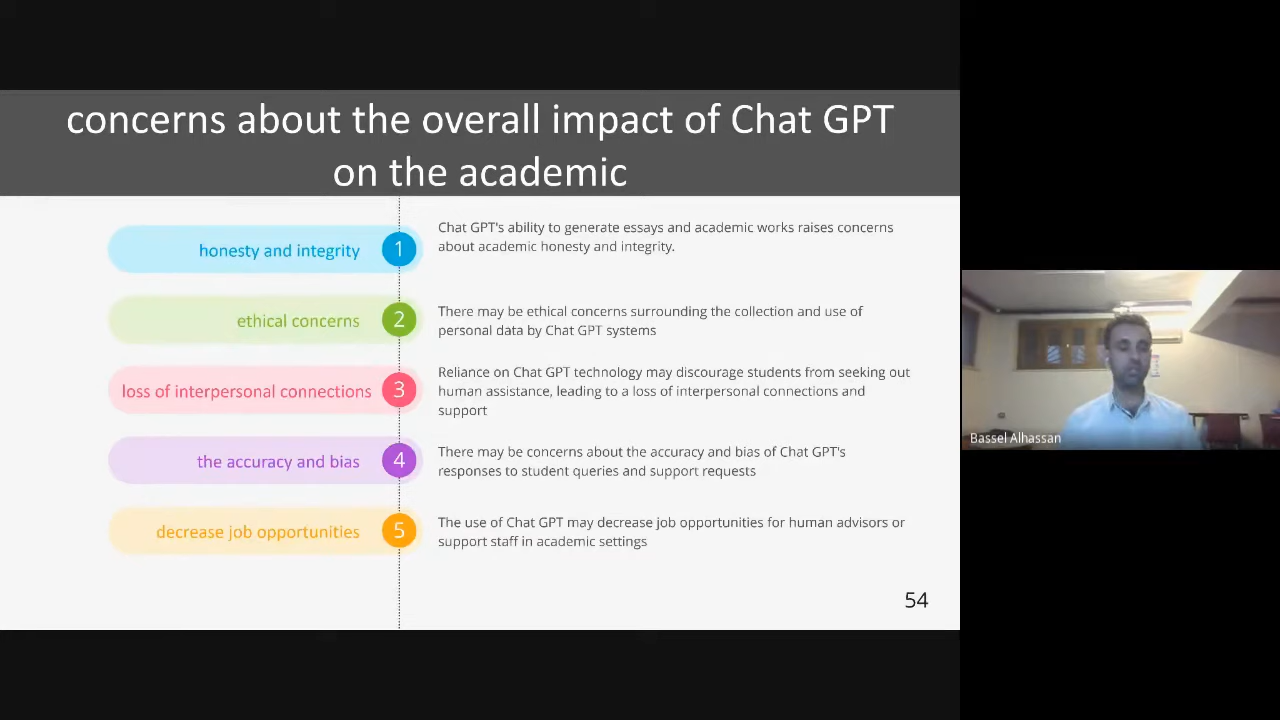 concerns about the overall impact of Chat GPT
on the academic
honesty and integrity
1
Chat GPT's ability to generate essays and academic works raises concerns
about academic honesty and integrity.
ethical concerns
2
There may be ethical concerns surrounding the collection and use of
personal data by Chat GPT systems
loss of interpersonal connections
3
Reliance on Chat GPT technology may discourage students from seeking out
human assistance, leading to a loss of interpersonal connections and
support
the accuracy and bias
4
There may be concerns about the accuracy and bias of Chat GPT's
responses to student queries and support requests
decrease job opportunities
5
The use of Chat GPT may decrease job opportunities for human advisors or
support staff in academic settings
54
Bassel Alhassan